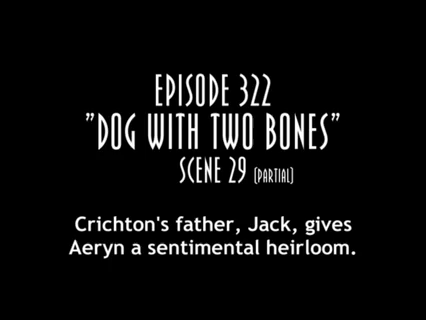 EPISODE 322
"DOG WITH TWO BONES"
SCENE 29 (PARTIAL)
Crichton's father, Jack, gives
Aeryn a sentimental heirloom.